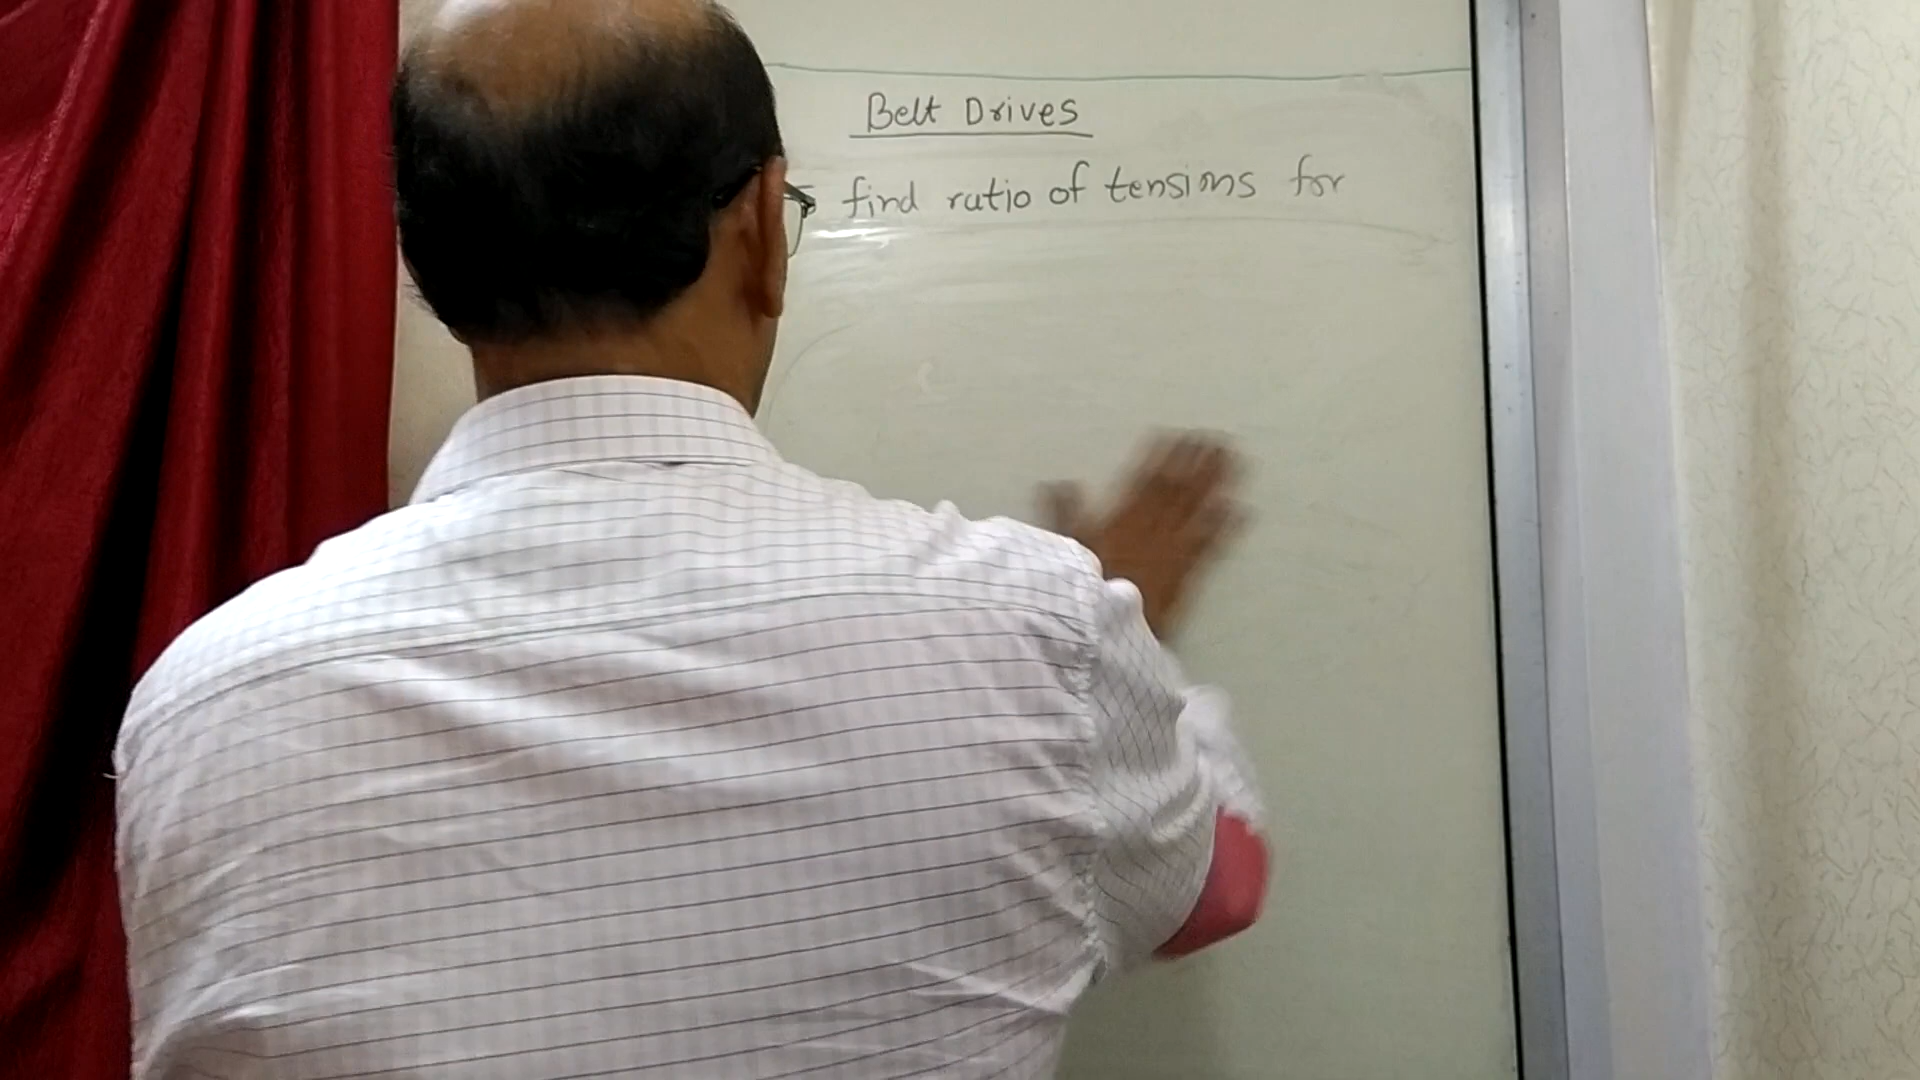 Belt Drives
find ratio of tensions for